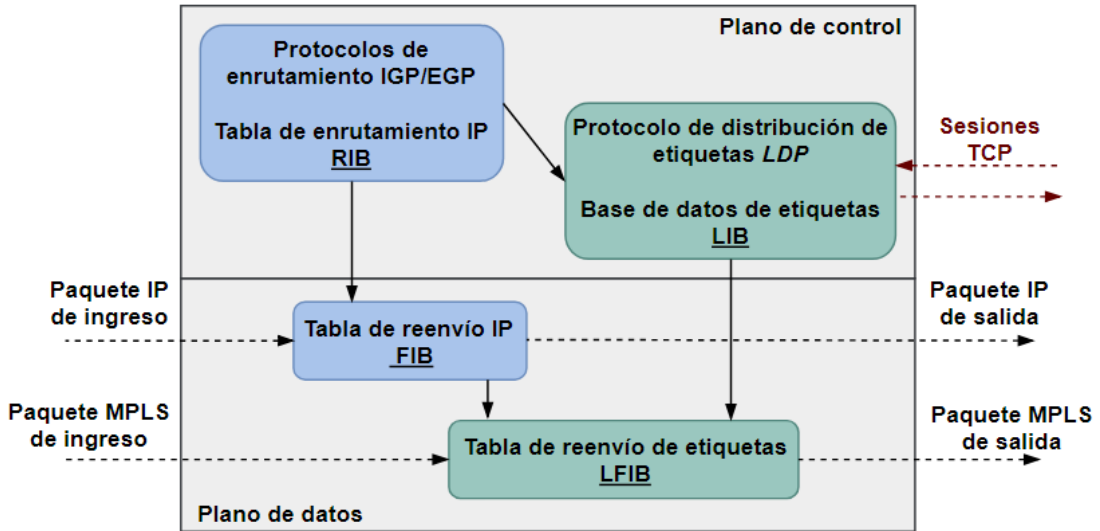 Plano de control
Protocolos de
enrutamiento IGP/EGP
Tabla de enrutamiento IP
RIB
Protocolo de distribución de
etiquetas LDP
Base de datos de etiquetas
LIB
Sesiones
TCP
Paquete IP
de ingreso
Tabla de reenvío IP
FIB
Paquete IP
de salida
Paquete MPLS
de ingreso
Tabla de reenvío de etiquetas
LFIB
Paquete MPLS
de salida
Plano de datos